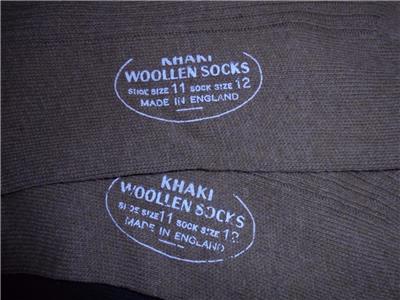 KHAKI
WOOLLEN SOCKS
SHOE SIZE 11 SOCK SIZE 12
MADE IN ENGLAND
KHAKI
WOOLLEN SOCKS
SHOE SIZE 11 SOCK SIZE 12
MADE IN ENGLAND